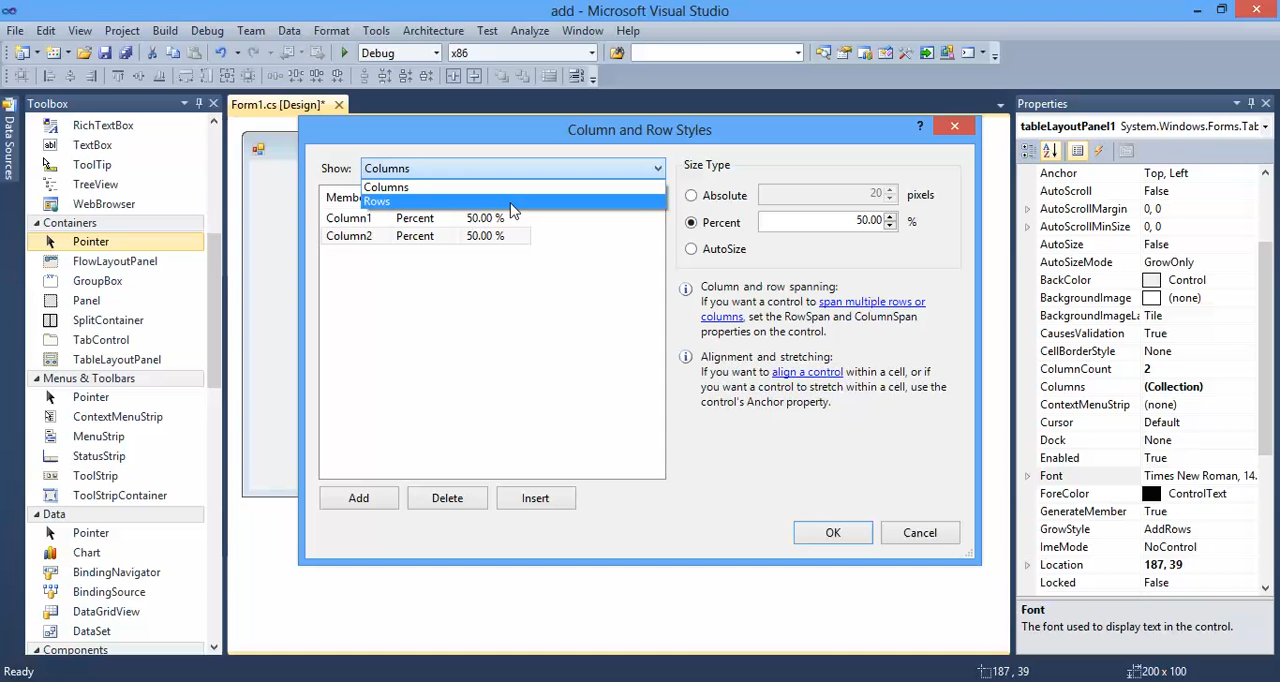 add - Microsoft Visual Studio
File Edit View Project Build Debug Team Data Format Tools Architecture Test Analyze Window Help
Debug x86
Data Sources
Toolbox
RichTextBox
TextBox
ToolTip
TreeView
WebBrowser
Containers
Pointer
FlowLayoutPanel
GroupBox
Panel
SplitContainer
TabControl
TableLayoutPanel
Menus & Toolbars
Pointer
ContextMenuStrip
MenuStrip
StatusStrip
ToolStrip
ToolStripContainer
Data
Pointer
Chart
BindingNavigator
BindingSource
DataGridView
DataSet
Components
Form1.cs [Design]*
Column and Row Styles
Show: Columns
Columns
Rows
Membe
Column1 Percent 50.00 %
Column2 Percent 50.00 %
Add Delete Insert
Size Type
Absolute 20 pixels
Percent 50.00 %
AutoSize
Column and row spanning:
If you want a control to span multiple rows or
columns, set the RowSpan and ColumnSpan
properties on the control.
Alignment and stretching:
If you want to align a control within a cell, or if
you want a control to stretch within a cell, use the
control's Anchor property.
OK Cancel
Properties
tableLayoutPanel1 System.Windows.Forms.Tab
Anchor Top, Left
AutoScroll False
AutoScrollMargin 0, 0
AutoScrollMinSize 0, 0
AutoSize False
AutoSizeMode GrowOnly
BackColor Control
BackgroundImage (none)
BackgroundImageLa Tile
CausesValidation True
CellBorderStyle None
ColumnCount 2
Columns (Collection)
ContextMenuStrip (none)
Cursor Default
Dock None
Enabled True
Font Times New Roman, 14.
ForeColor ControlText
GenerateMember True
GrowStyle AddRows
ImeMode NoControl
Location 187, 39
Locked False
Font
The font used to display text in the control.
Ready 187 , 39 200 x 100